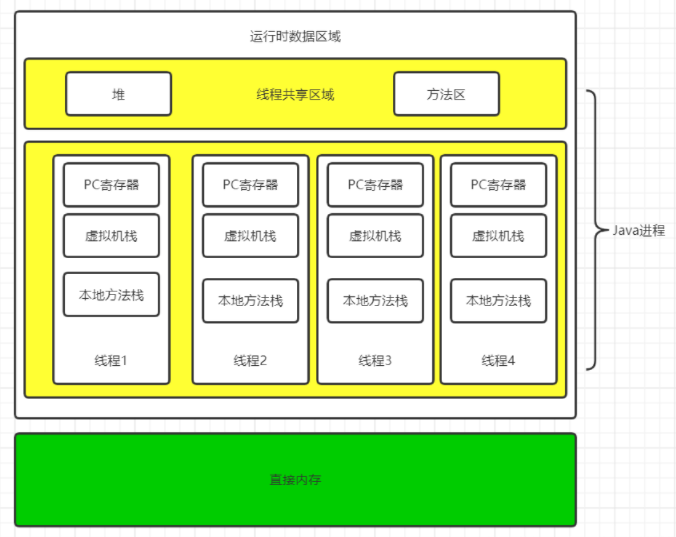 运行时数据区域
堆
线程共享区域
方法区
PC寄存器
虚拟机栈
本地方法栈
线程1
PC寄存器
虚拟机栈
本地方法栈
线程2
PC寄存器
虚拟机栈
本地方法栈
线程3
PC寄存器
虚拟机栈
本地方法栈
线程4
Java进程
直接内存